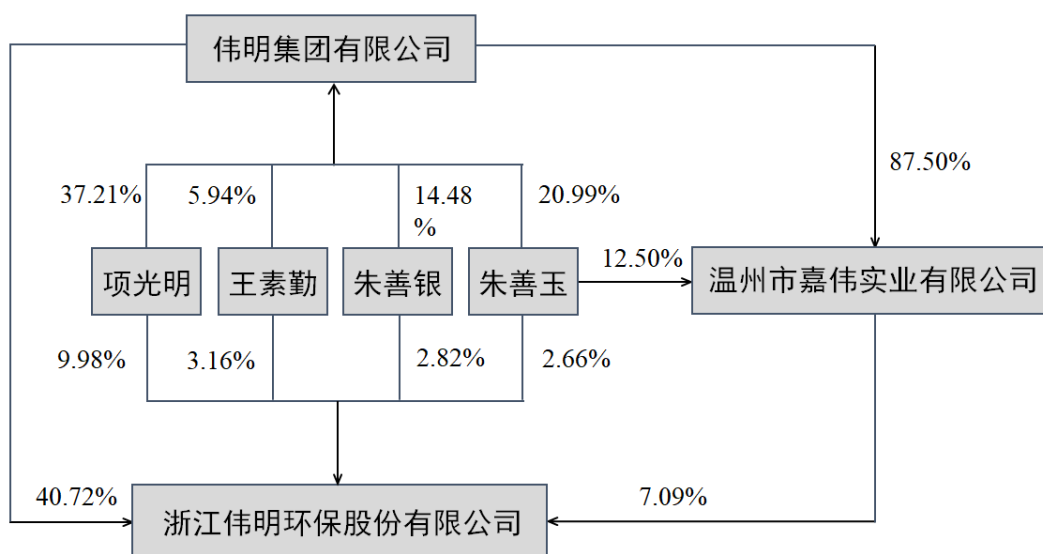 伟明集团有限公司
87.50%
37.21%
5.94%
14.48
%
20.99%
项光明
王素勤
朱善银
朱善玉
12.50%
温州市嘉伟实业有限公司
9.98%
3.16%
2.82%
2.66%
40.72%
浙江伟明环保股份有限公司
7.09%